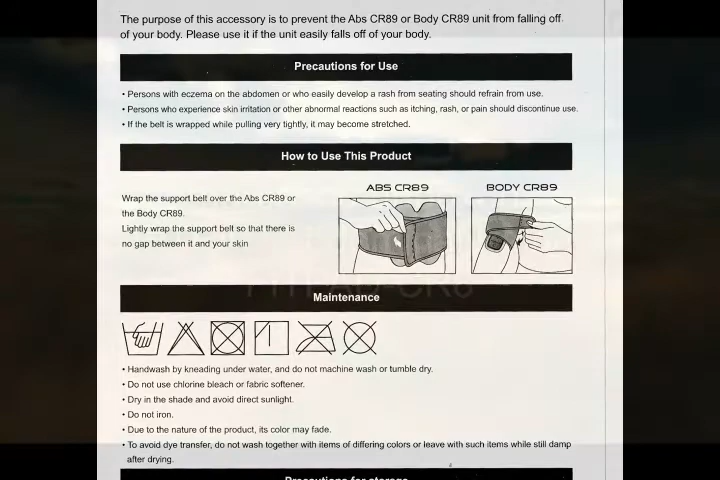 The purpose of this accessory is to prevent the Abs CR89 or Body CR89 unit from falling off
of your body. Please use it if the unit easily falls off of your body.
Precautions for Use
• Persons with eczema on the abdomen or who easily develop a rash from seating should refrain from use.
• Persons who experience skin irritation or other abnormal reactions such as itching, rash, or pain should discontinue use.
• If the belt is wrapped while pulling very tightly, it may become stretched.
How to Use This Product
ABS CR89
BODY CR89
Wrap the support belt over the Abs CR89 or
the Body CR89.
Lightly wrap the support belt so that there is
no gap between it and your skin
Maintenance
• Handwash by kneading under water, and do not machine wash or tumble dry.
• Do not use chlorine bleach or fabric softener.
• Dry in the shade and avoid direct sunlight.
• Do not iron.
• Due to the nature of the product, its color may fade.
• To avoid dye transfer, do not wash together with items of differing colors or leave with such items while still damp
after drying.
Precautions for storage